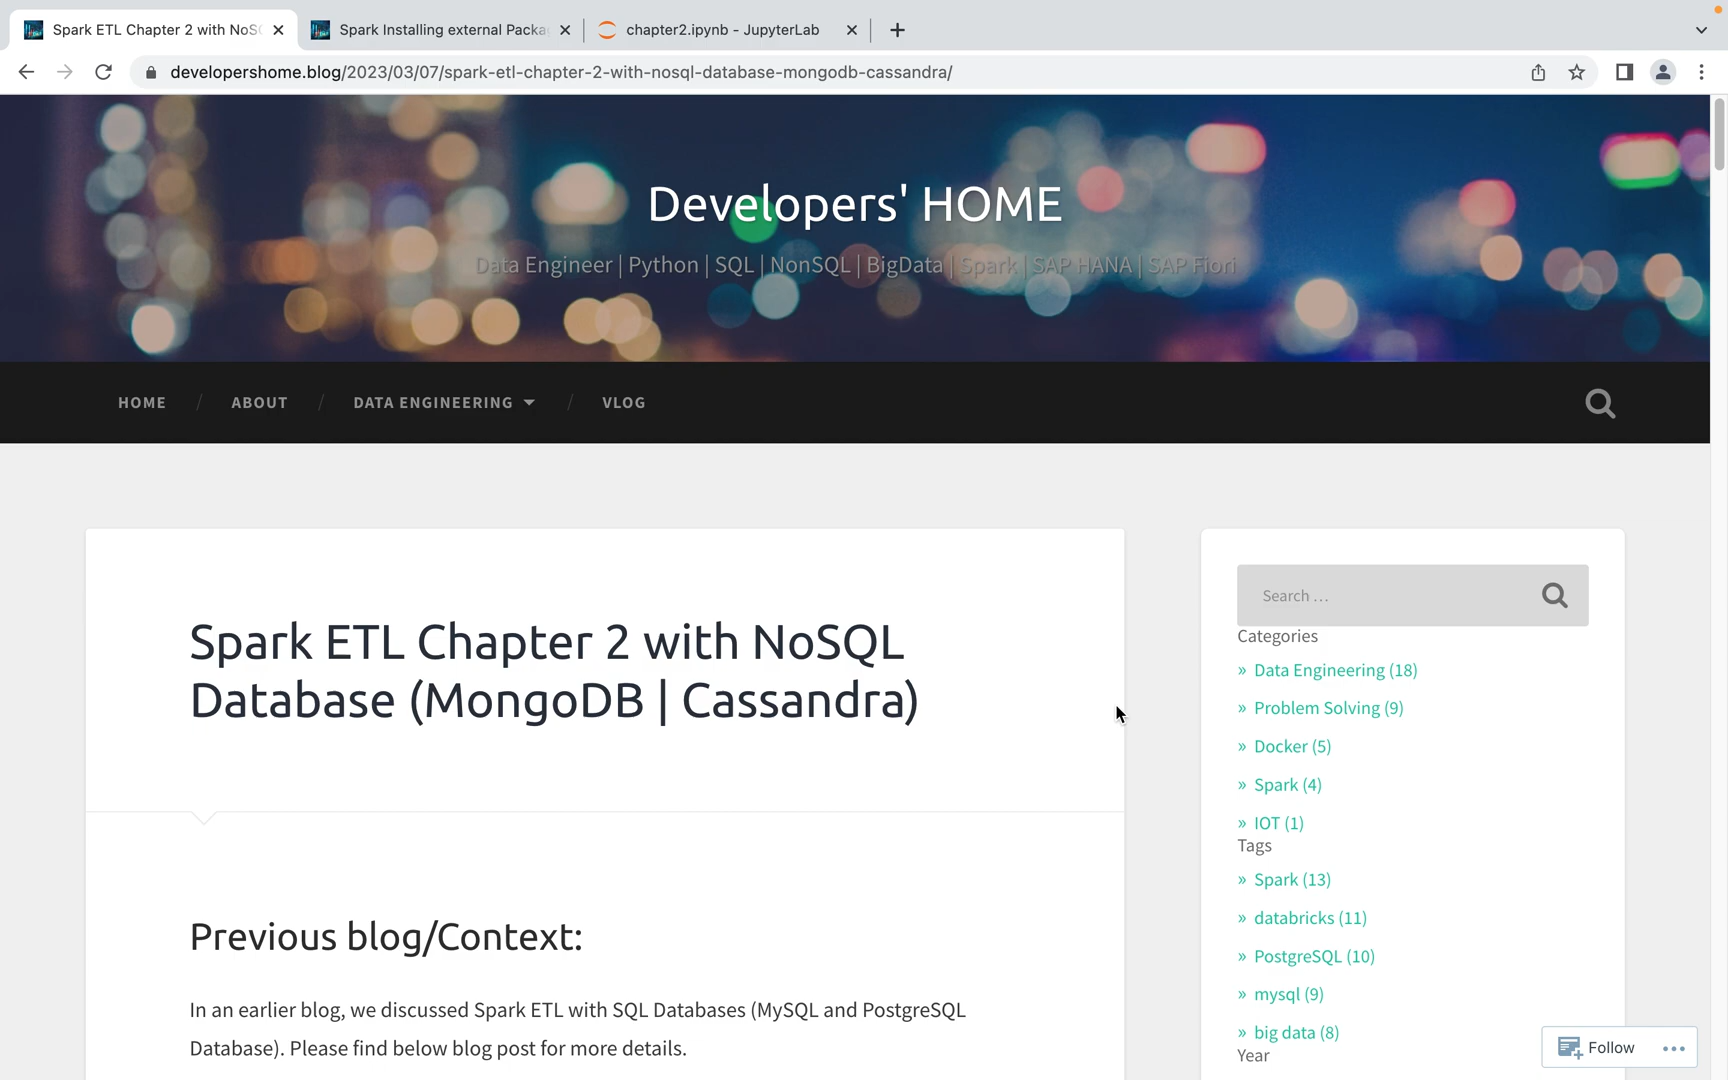 Spark ETL Chapter 2 with NoS
Spark Installing external Packa
chapter2.ipynb - JupyterLab
developershome.blog/2023/03/07/spark-etl-chapter-2-with-nosql-database-mongodb-cassandra/
Developers' HOME
Data Engineer | Python | SQL | NonSQL | BigData | Spark | SAP HANA | SAP Fiori
HOME / ABOUT / DATA ENGINEERING / VLOG
Spark ETL Chapter 2 with NoSQL
Database (MongoDB | Cassandra)
Previous blog/Context:
In an earlier blog, we discussed Spark ETL with SQL Databases (MySQL and PostgreSQL
Database). Please find below blog post for more details.
Search ...
Categories
» Data Engineering (18)
» Problem Solving (9)
» Docker (5)
» Spark (4)
» IOT (1)
Tags
» Spark (13)
» databricks (11)
» PostgreSQL (10)
» mysql (9)
» big data (8)
Year
Follow